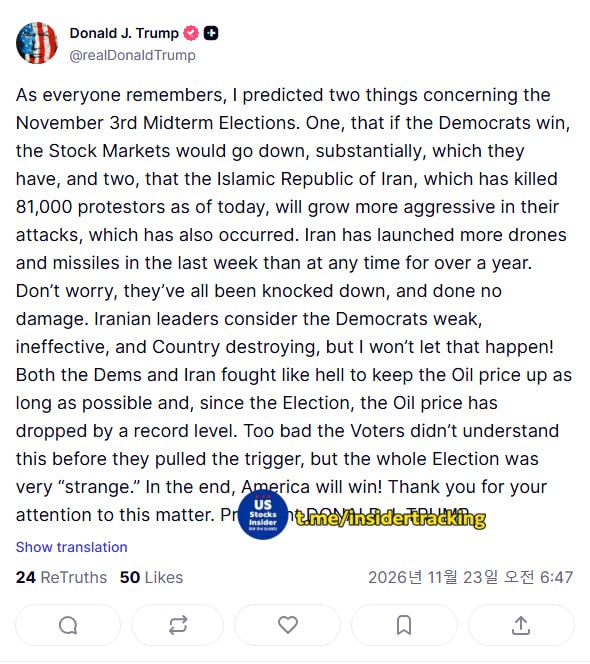 Donald J. Trump
@realDonaldTrump
As everyone remembers, I predicted two things concerning the
November 3rd Midterm Elections. One, that if the Democrats win,
the Stock Markets would go down, substantially, which they
have, and two, that the Islamic Republic of Iran, which has killed
81,000 protestors as of today, will grow more aggressive in their
attacks, which has also occurred. Iran has launched more drones
and missiles in the last week than at any time for over a year.
Don’t worry, they’ve all been knocked down, and done no
damage. Iranian leaders consider the Democrats weak,
ineffective, and Country destroying, but I won’t let that happen!
Both the Dems and Iran fought like hell to keep the Oil price up as
long as possible and, since the Election, the Oil price has
dropped by a record level. Too bad the Voters didn’t understand
this before they pulled the trigger, but the whole Election was
very “strange.” In the end, America will win! Thank you for your
attention to this matter. DONALD J. TRUMP
US
Stocks
Insider
t.me/insidertracking
Show translation
24 ReTruths 50 Likes
2026년 11월 23일 오전 6:47